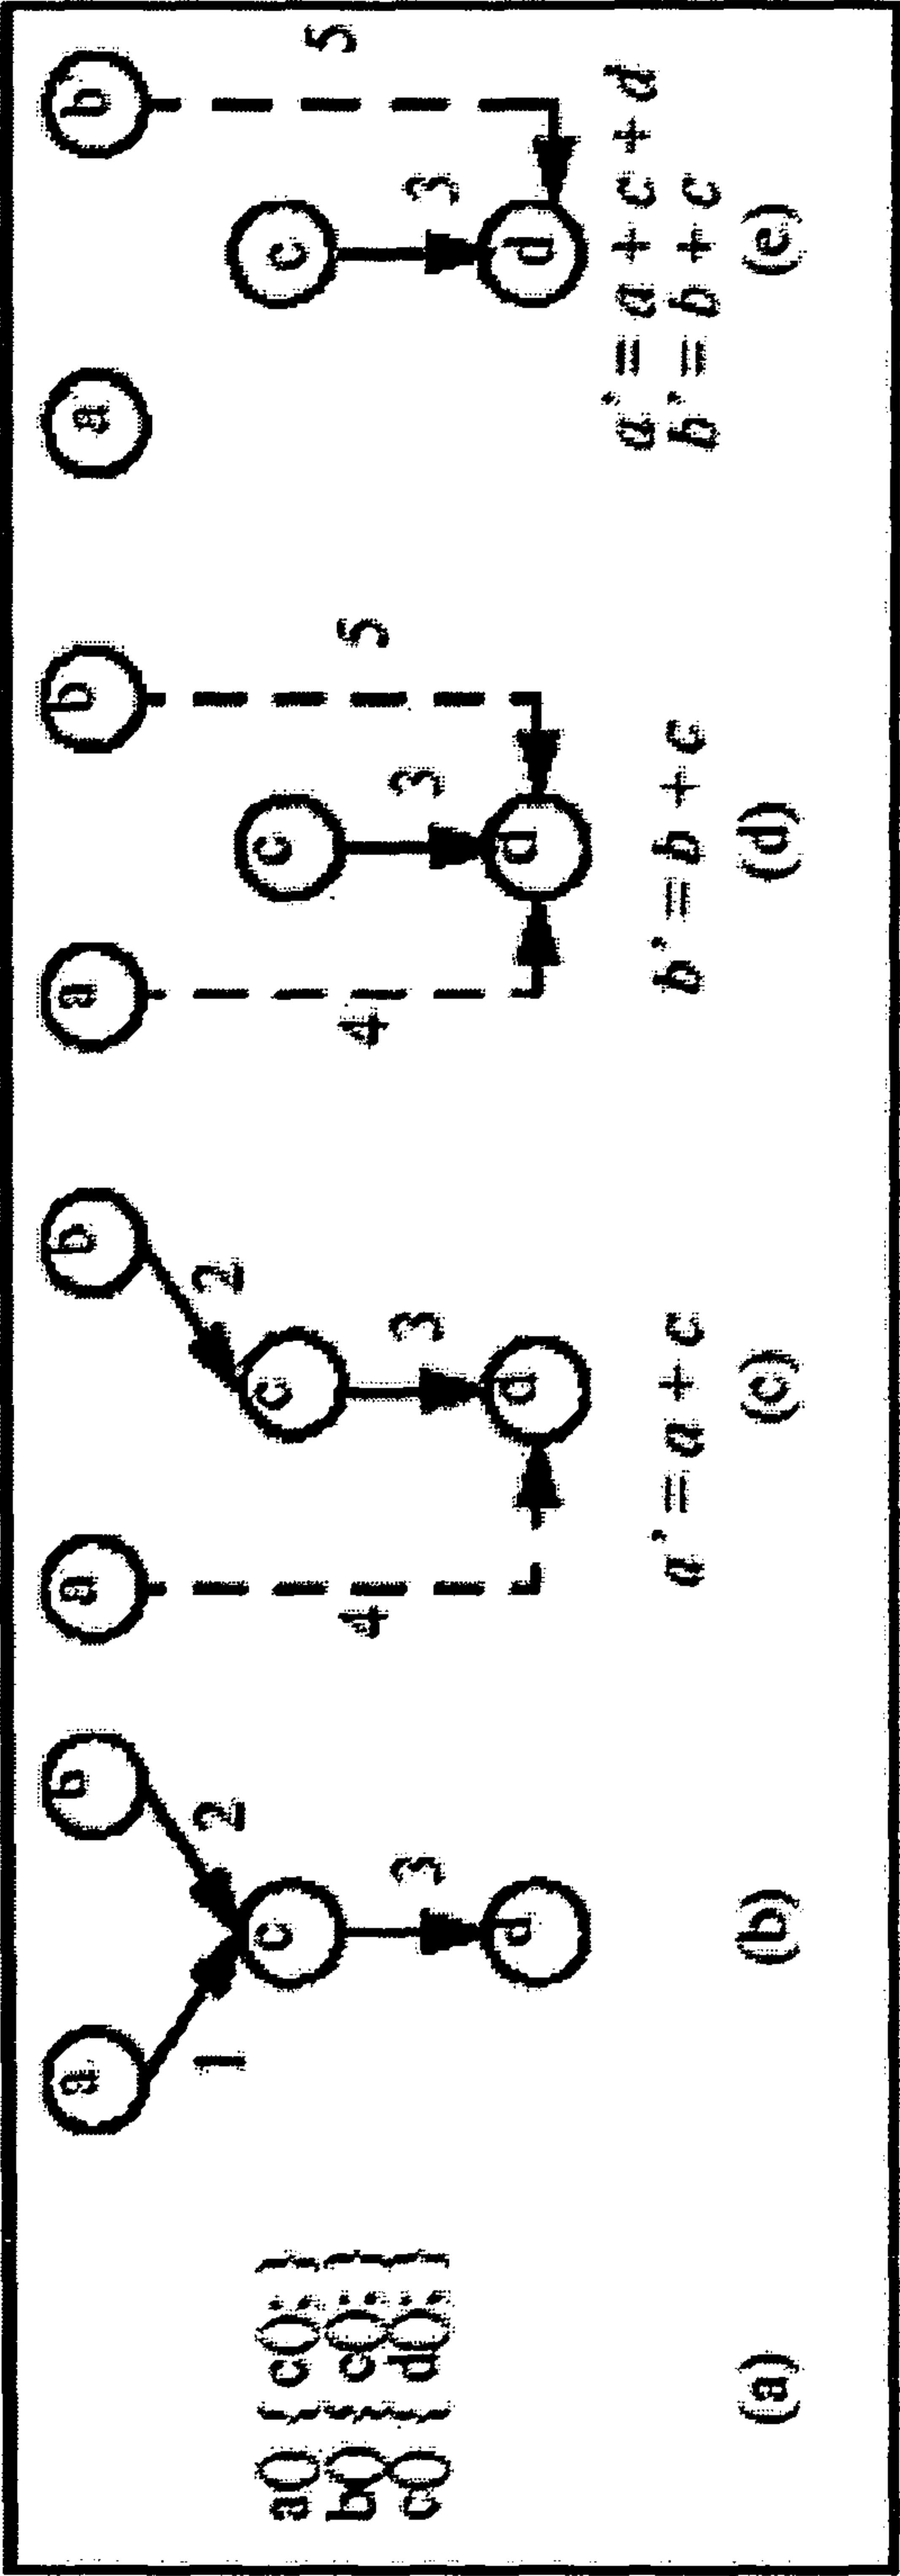 a() { c(); }
b() { c(); }
c() { d(); }
(a)
a
b
1
2
c
3
d
(b)
a
b
2
c
4
3
d
a'=a+c
(c)
a
b
c
4
3
5
d
b'=b+c
(d)
a
b
c
3
5
d
a'=a+c+d
b'=b+c
(e)